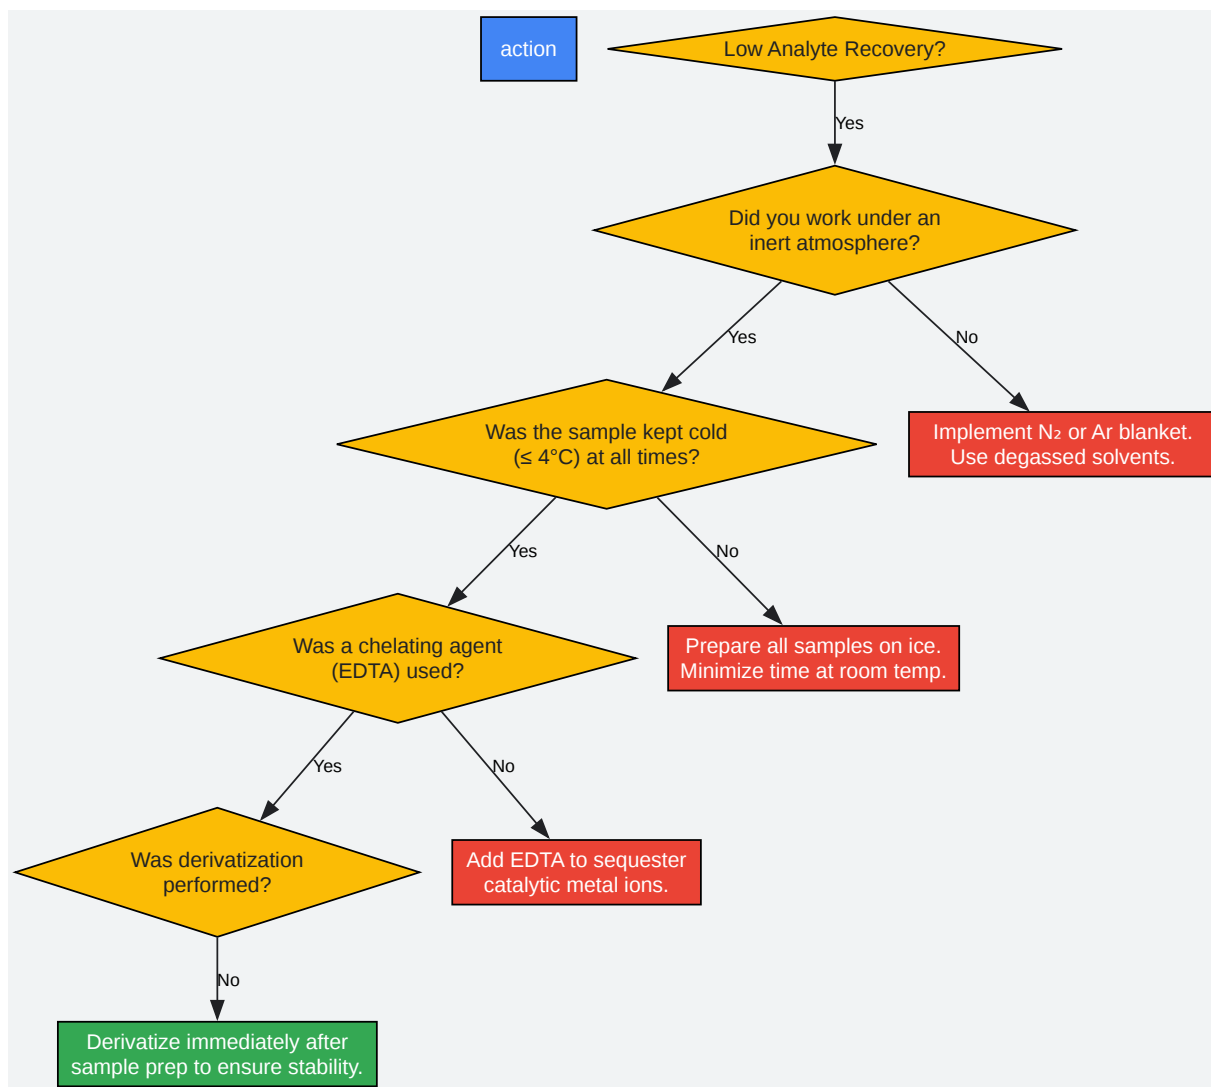 action
Low Analyte Recovery?
Yes
Did you work under an
inert atmosphere?
Yes
No
Was the sample kept cold
(≤ 4°C) at all times?
Implement N₂ or Ar blanket.
Use degassed solvents.
Yes
No
Was a chelating agent
(EDTA) used?
Prepare all samples on ice.
Minimize time at room temp.
Yes
No
Was derivatization
performed?
Add EDTA to sequester
catalytic metal ions.
No
Derivatize immediately after
sample prep to ensure stability.